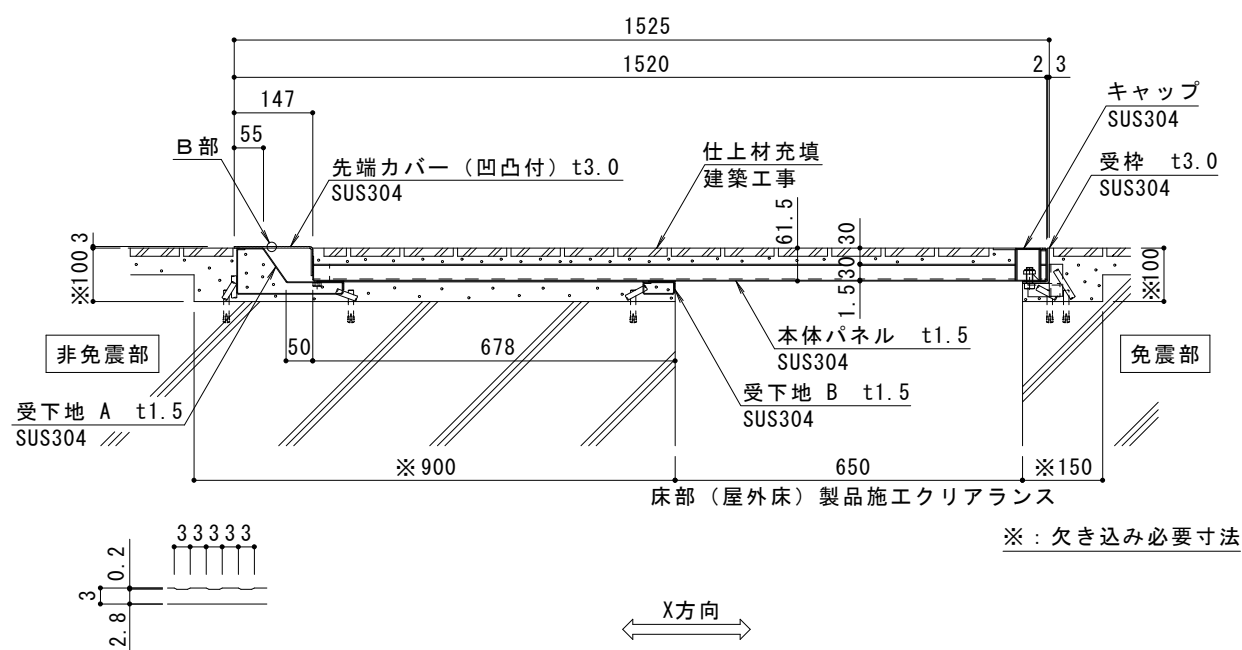 1525
1520
2
3
147
55
B部
先端カバー(凹凸付) t3.0
SUS304
仕上材充填
建築工事
キャップ
SUS304
受枠 t3.0
SUS304
※100
3
61.5
30
30
1.5
※100
非免震部
免震部
50
678
本体パネル t1.5
SUS304
受下地 A t1.5
SUS304
受下地 B t1.5
SUS304
※900
650
※150
床部(屋外床)製品施工クリアランス
※:欠き込み必要寸法
3 3 3 3 3
0.2
3
2.8
X方向